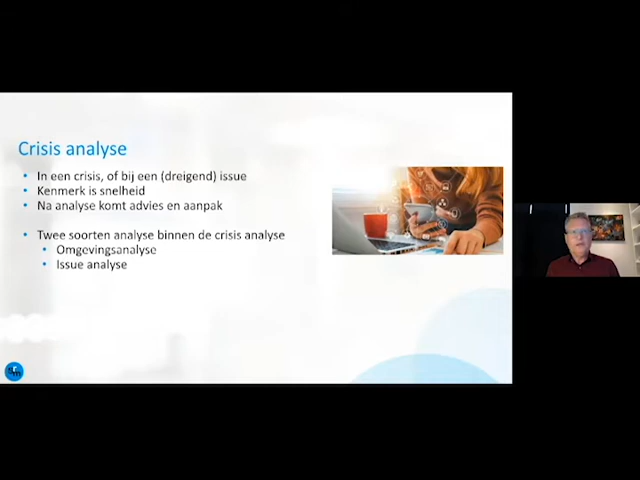 Crisis analyse
• In een crisis, of bij een (dreigend) issue
• Kenmerk is snelheid
• Na analyse komt advies en aanpak
• Twee soorten analyse binnen de crisis analyse
• Omgevingsanalyse
• Issue analyse